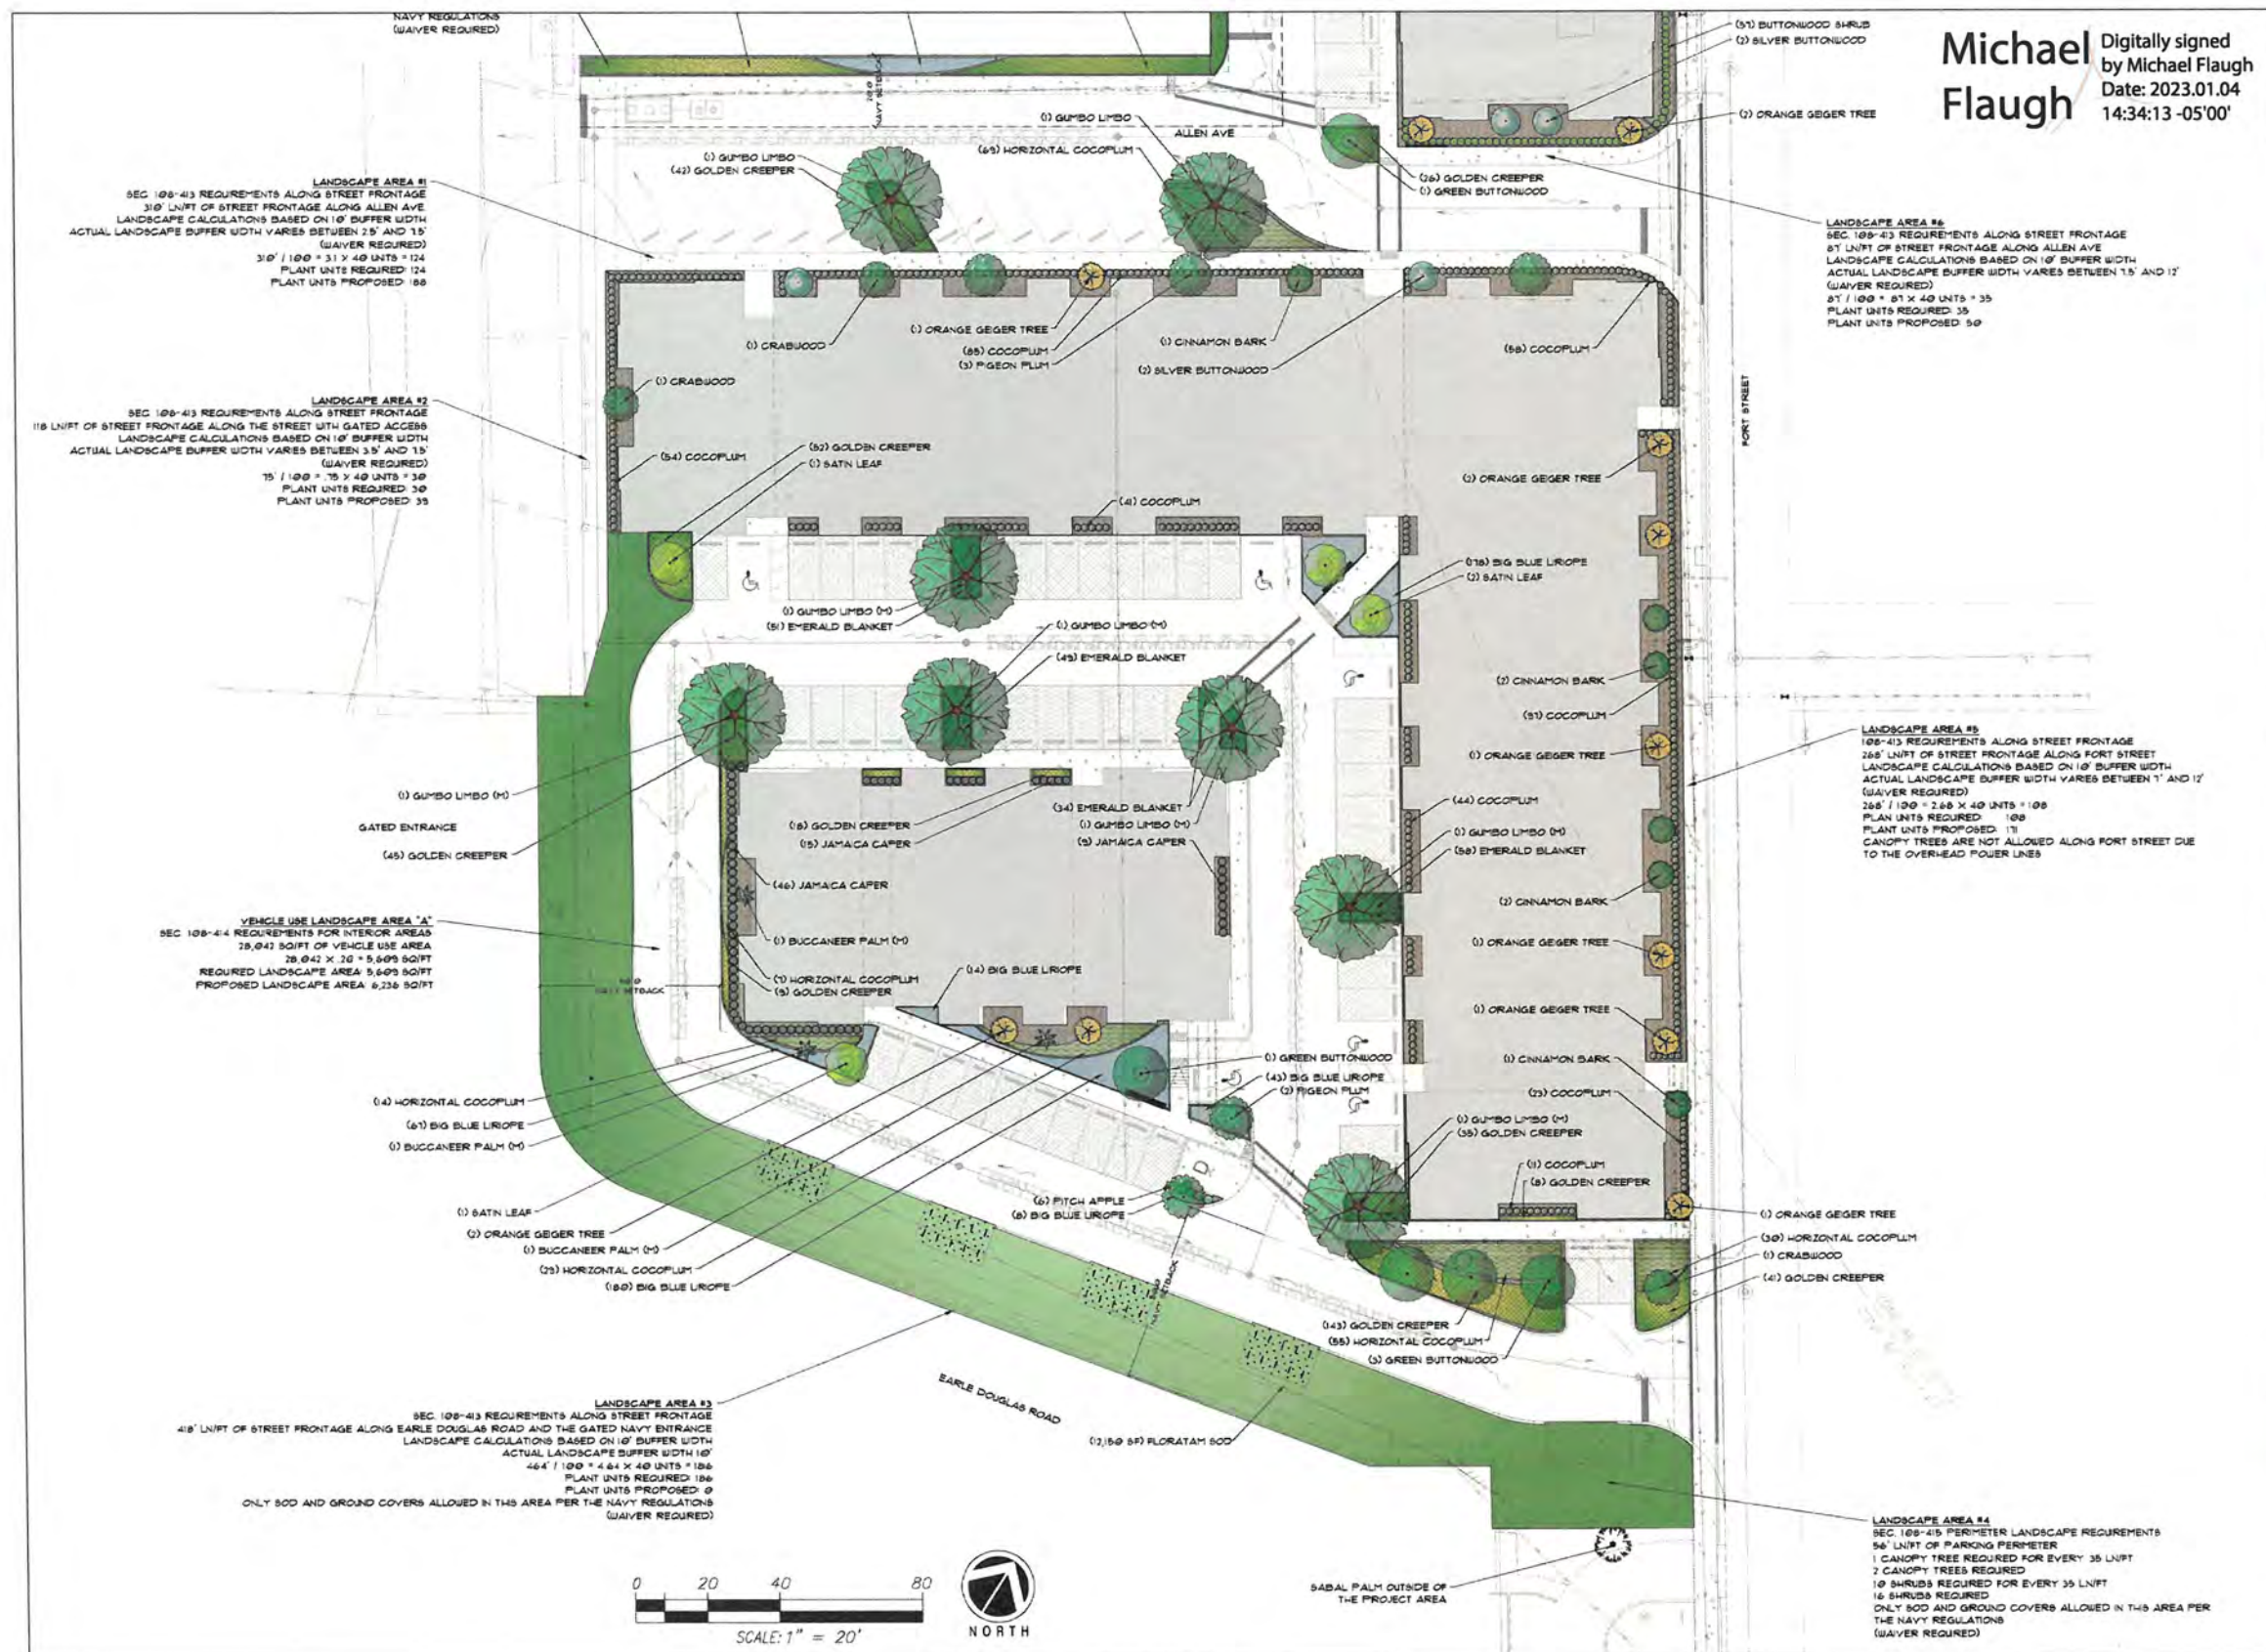 NAVY REGULATIONS
(WAIVER REQUIRED)
Michael
Flaugh
Digitally signed
by Michael Flaugh
Date: 2023.01.04
14:34:13 -05'00'
(57) BUTTONWOOD SHRUB
(2) SILVER BUTTONWOOD
(2) ORANGE GEIGER TREE
NAVY SETBACK
(1) GUMBO LIMBO
ALLEN AVE
(69) HORIZONTAL COCOPLUM
(1) GUMBO LIMBO
(42) GOLDEN CREEPER
(26) GOLDEN CREEPER
(1) GREEN BUTTONWOOD
LANDSCAPE AREA #1
SEC. 108-413 REQUIREMENTS ALONG STREET FRONTAGE
310' LN/FT OF STREET FRONTAGE ALONG ALLEN AVE.
LANDSCAPE CALCULATIONS BASED ON 10' BUFFER WIDTH
ACTUAL LANDSCAPE BUFFER WIDTH VARIES BETWEEN 2.5' AND 7.5'
(WAIVER REQUIRED)
310' / 100 = 3.1 X 40 UNITS = 124
PLANT UNITS REQUIRED: 124
PLANT UNITS PROPOSED: 188
LANDSCAPE AREA #6
SEC. 108-413 REQUIREMENTS ALONG STREET FRONTAGE
87' LN/FT OF STREET FRONTAGE ALONG ALLEN AVE
LANDSCAPE CALCULATIONS BASED ON 10' BUFFER WIDTH
ACTUAL LANDSCAPE BUFFER WIDTH VARIES BETWEEN 7.5' AND 12'
(WAIVER REQUIRED)
87' / 100 = .87 X 40 UNITS = 35
PLANT UNITS REQUIRED: 35
PLANT UNITS PROPOSED: 50
(1) CRABWOOD
(1) ORANGE GEIGER TREE
(85) COCOPLUM
(3) PIGEON PLUM
(1) CINNAMON BARK
(2) SILVER BUTTONWOOD
(58) COCOPLUM
FORT STREET
(1) CRABWOOD
LANDSCAPE AREA #2
SEC. 108-413 REQUIREMENTS ALONG STREET FRONTAGE
118 LN/FT OF STREET FRONTAGE ALONG THE STREET WITH GATED ACCESS
LANDSCAPE CALCULATIONS BASED ON 10' BUFFER WIDTH
ACTUAL LANDSCAPE BUFFER WIDTH VARIES BETWEEN 3.5' AND 7.5'
(WAIVER REQUIRED)
75' / 100 = .75 X 40 UNITS = 30
PLANT UNITS REQUIRED: 30
PLANT UNITS PROPOSED: 39
(54) COCOPLUM
(52) GOLDEN CREEPER
(1) SATIN LEAF
(2) ORANGE GEIGER TREE
(41) COCOPLUM
(178) BIG BLUE LIRIOPE
(2) SATIN LEAF
(1) GUMBO LIMBO (M)
(51) EMERALD BLANKET
(1) GUMBO LIMBO (M)
(49) EMERALD BLANKET
(2) CINNAMON BARK
(97) COCOPLUM
(1) ORANGE GEIGER TREE
LANDSCAPE AREA #5
108-413 REQUIREMENTS ALONG STREET FRONTAGE
268' LN/FT OF STREET FRONTAGE ALONG FORT STREET
LANDSCAPE CALCULATIONS BASED ON 10' BUFFER WIDTH
ACTUAL LANDSCAPE BUFFER WIDTH VARIES BETWEEN 7' AND 12'
(WAIVER REQUIRED)
268' / 100 = 2.68 X 40 UNITS = 108
PLAN UNITS REQUIRED: 108
PLANT UNITS PROPOSED: 171
CANOPY TREES ARE NOT ALLOWED ALONG FORT STREET DUE
TO THE OVERHEAD POWER LINES
(1) GUMBO LIMBO (M)
GATED ENTRANCE
(45) GOLDEN CREEPER
(18) GOLDEN CREEPER
(15) JAMAICA CAPER
(34) EMERALD BLANKET
(1) GUMBO LIMBO (M)
(9) JAMAICA CAPER
(44) COCOPLUM
(1) GUMBO LIMBO (M)
(58) EMERALD BLANKET
(46) JAMAICA CAPER
(1) BUCCANEER PALM (M)
(2) CINNAMON BARK
(1) ORANGE GEIGER TREE
VEHICLE USE LANDSCAPE AREA "A"
SEC 108-414 REQUIREMENTS FOR INTERIOR AREAS
28,042 SQ/FT OF VEHICLE USE AREA
28,042 X .20 = 5,609 SQ/FT
REQUIRED LANDSCAPE AREA: 5,609 SQ/FT
PROPOSED LANDSCAPE AREA: 6,236 SQ/FT
SETBACK
(7) HORIZONTAL COCOPLUM
(9) GOLDEN CREEPER
(14) BIG BLUE LIRIOPE
(1) ORANGE GEIGER TREE
(1) CINNAMON BARK
(23) COCOPLUM
(1) GREEN BUTTONWOOD
(43) BIG BLUE LIRIOPE
(2) PIGEON PLUM
(14) HORIZONTAL COCOPLUM
(67) BIG BLUE LIRIOPE
(1) BUCCANEER PALM (M)
(1) GUMBO LIMBO (M)
(35) GOLDEN CREEPER
(11) COCOPLUM
(8) GOLDEN CREEPER
(6) PITCH APPLE
(8) BIG BLUE LIRIOPE
(1) SATIN LEAF
(2) ORANGE GEIGER TREE
(1) BUCCANEER PALM (M)
(23) HORIZONTAL COCOPLUM
(180) BIG BLUE LIRIOPE
NAVY SETBACK
(1) ORANGE GEIGER TREE
(30) HORIZONTAL COCOPLUM
(1) CRABWOOD
(41) GOLDEN CREEPER
(143) GOLDEN CREEPER
(55) HORIZONTAL COCOPLUM
(3) GREEN BUTTONWOOD
EARLE DOUGLAS ROAD
(12,150 SF) FLORATAM SOD
LANDSCAPE AREA #3
SEC. 108-413 REQUIREMENTS ALONG STREET FRONTAGE
418' LN/FT OF STREET FRONTAGE ALONG EARLE DOUGLAS ROAD AND THE GATED NAVY ENTRANCE
LANDSCAPE CALCULATIONS BASED ON 10' BUFFER WIDTH
ACTUAL LANDSCAPE BUFFER WIDTH 10'
464' / 100 = 4.64 X 40 UNITS = 186
PLANT UNITS REQUIRED: 186
PLANT UNITS PROPOSED: 0
ONLY SOD AND GROUND COVERS ALLOWED IN THIS AREA PER THE NAVY REGULATIONS
(WAIVER REQUIRED)
LANDSCAPE AREA #4
SEC. 108-415 PERIMETER LANDSCAPE REQUIREMENTS
56' LN/FT OF PARKING PERIMETER
1 CANOPY TREE REQUIRED FOR EVERY 35 LN/FT
2 CANOPY TREES REQUIRED
10 SHRUBS REQUIRED FOR EVERY 35 LN/FT
16 SHRUBS REQUIRED
ONLY SOD AND GROUND COVERS ALLOWED IN THIS AREA PER
THE NAVY REGULATIONS
(WAIVER REQUIRED)
SABAL PALM OUTSIDE OF
THE PROJECT AREA
0 20 40 80
SCALE: 1" = 20'
NORTH